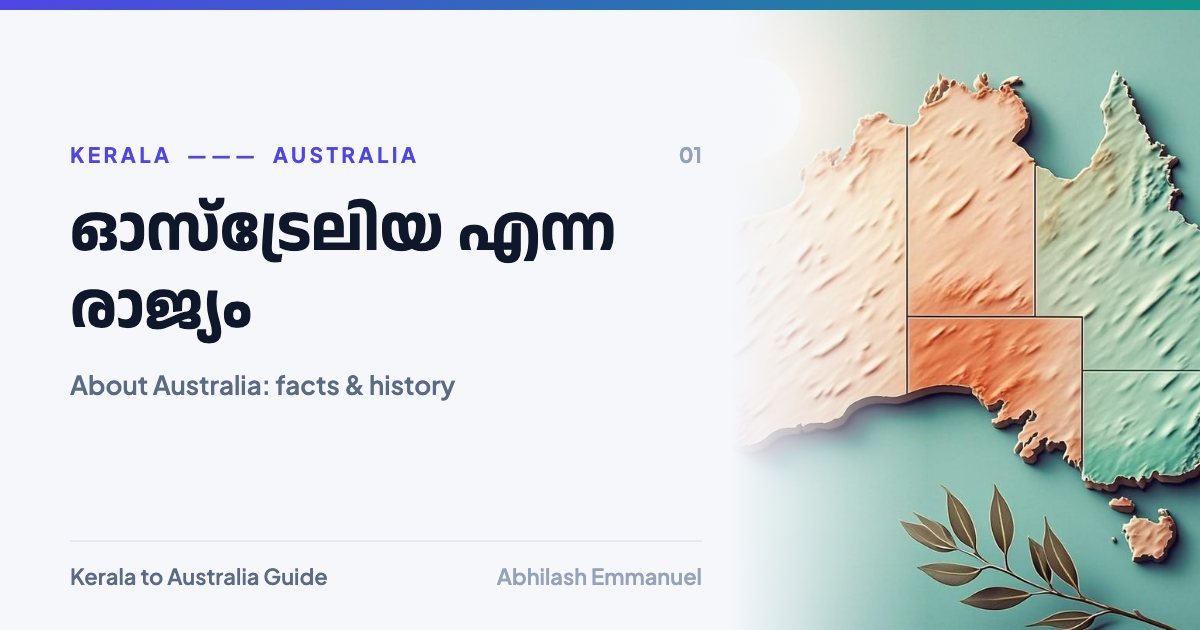 KERALA ——— AUSTRALIA
01
ഓസ്ട്രേലിയ എന്ന
രാജ്യം
About Australia: facts & history
Kerala to Australia Guide
Abhilash Emmanuel